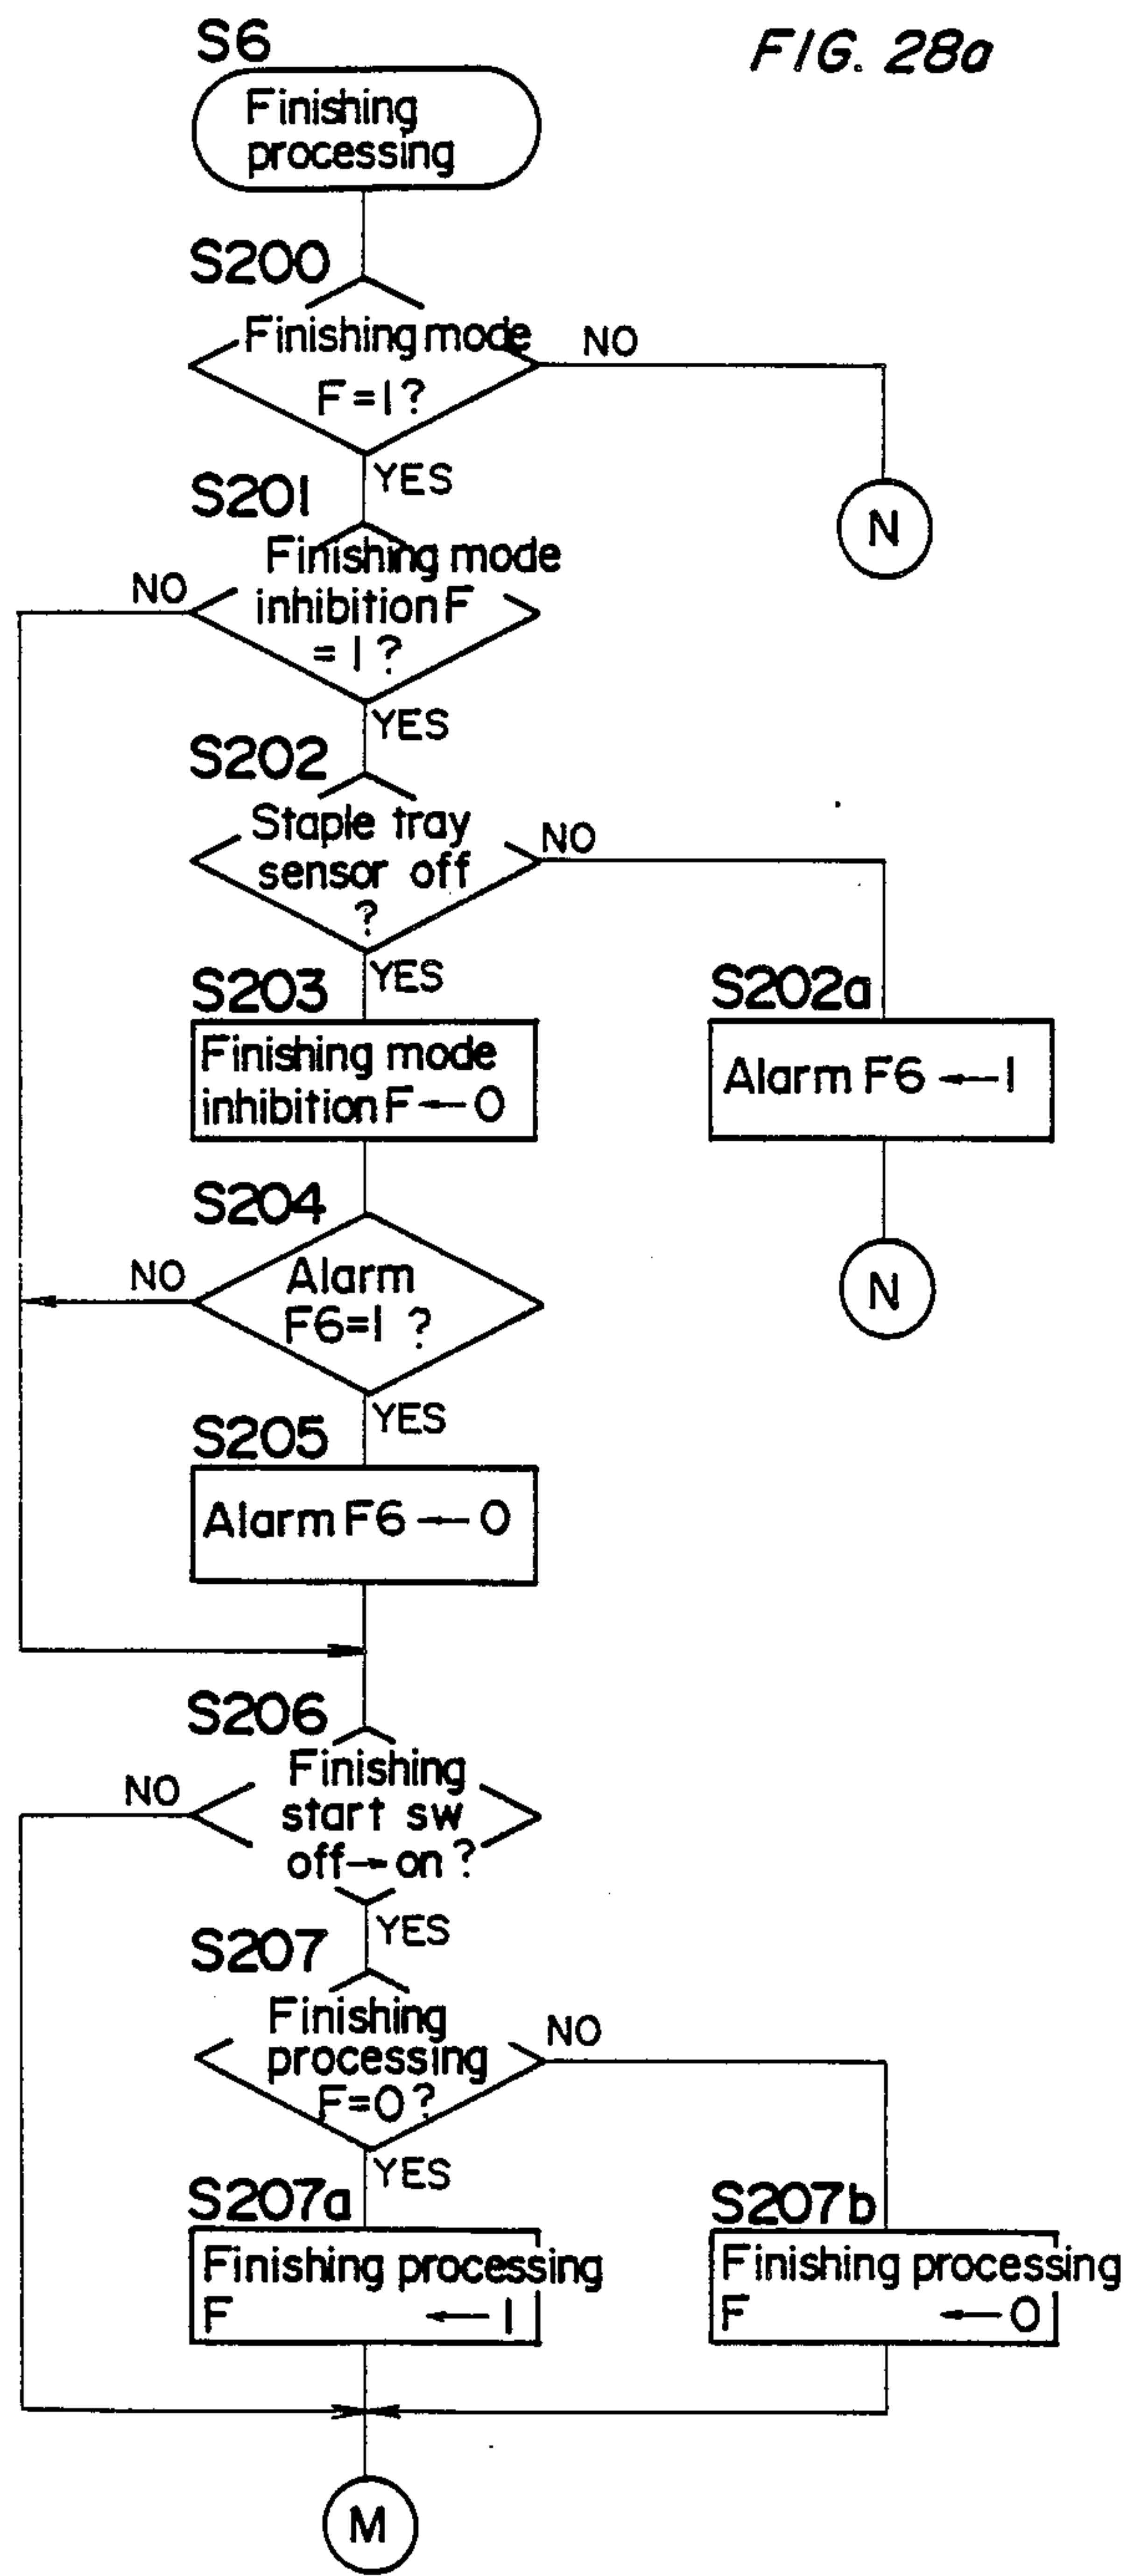 S6
FIG. 28a
Finishing
processing
S200
Finishing mode
NO
F=1?
YES
N
S201
Finishing mode
NO
inhibition F
=1?
YES
S202
Staple tray
NO
sensor off
?
YES
S203
S202a
Finishing mode
inhibition F ← 0
Alarm F6 ← 1
S204
NO
Alarm
F6=1 ?
N
YES
S205
Alarm F6 ← 0
S206
Finishing
NO
start sw
off→on ?
YES
S207
Finishing
NO
processing
F=0?
YES
S207a
S207b
Finishing processing
F ← 1
Finishing processing
F ← 0
M